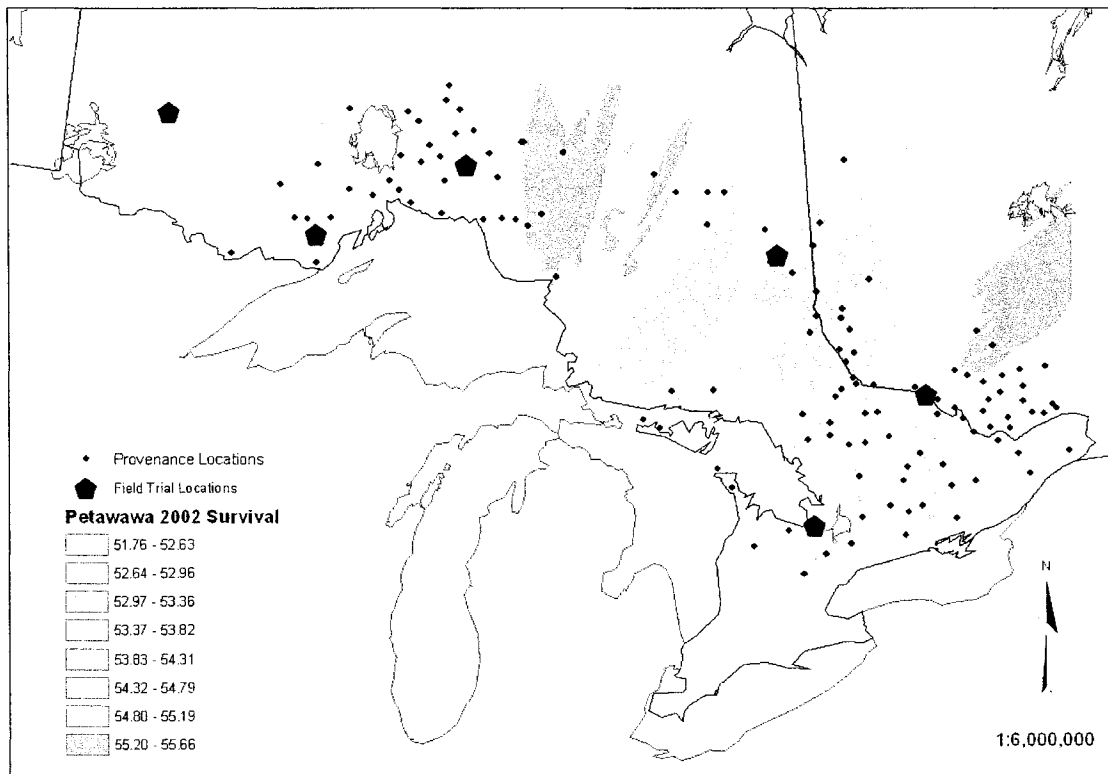 Provenance Locations
Field Trial Locations
Petawawa 2002 Survival
51.76 - 52.63
52.64 - 52.96
52.97 - 53.36
53.37 - 53.82
53.83 - 54.31
54.32 - 54.79
54.80 - 55.19
55.20 - 55.66
N
1:6,000,000